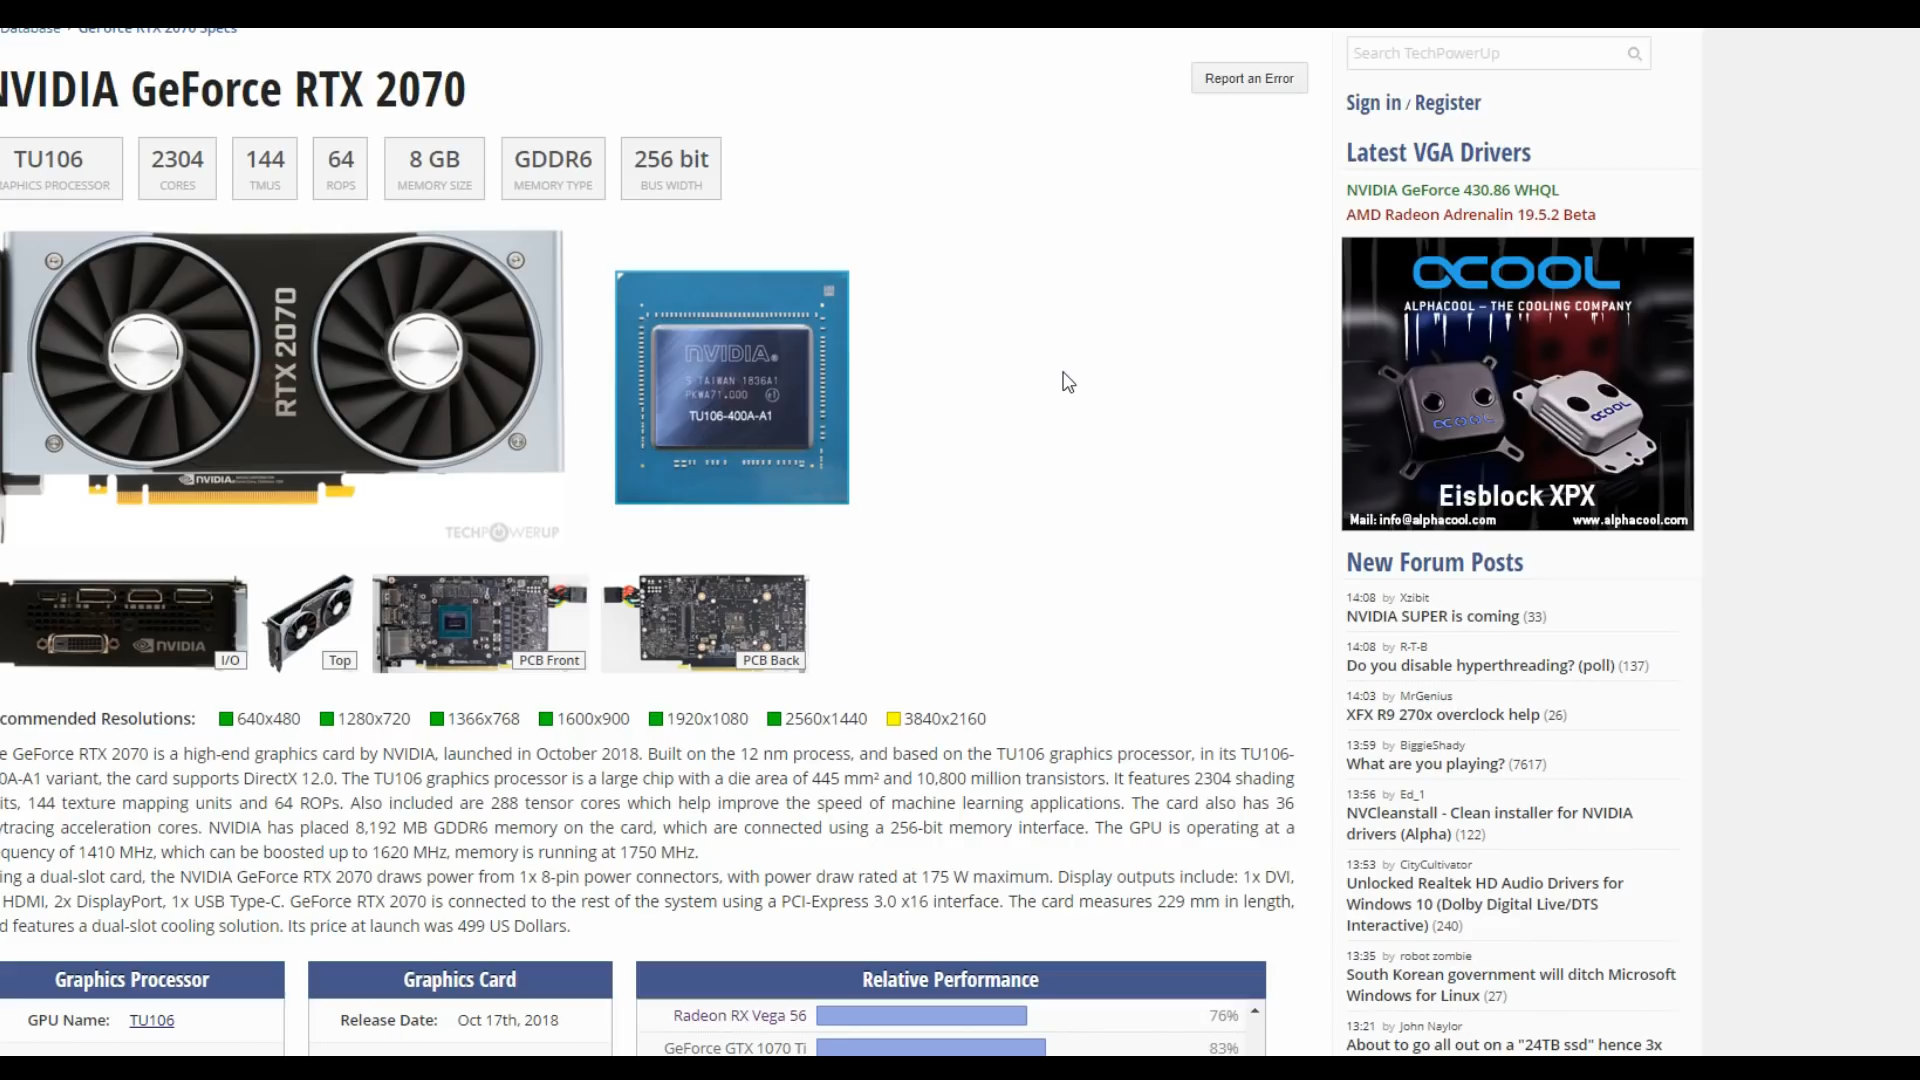 Database > GeForce RTX 2070 Specs
NVIDIA GeForce RTX 2070
Report an Error
TU106
RAPHICS PROCESSOR
2304
CORES
144
TMUS
64
ROPS
8 GB
MEMORY SIZE
GDDR6
MEMORY TYPE
256 bit
BUS WIDTH
RTX 2070
NVIDIA.
TECHPOWERUP
NVIDIA®
S TAIWAN 1836A1
PKWA71.000 e1
TU106-400A-A1
NVIDIA
I/O
Top
PCB Front
PCB Back
commended Resolutions: 640x480 1280x720 1366x768 1600x900 1920x1080 2560x1440 3840x2160
e GeForce RTX 2070 is a high-end graphics card by NVIDIA, launched in October 2018. Built on the 12 nm process, and based on the TU106 graphics processor, in its TU106-
0A-A1 variant, the card supports DirectX 12.0. The TU106 graphics processor is a large chip with a die area of 445 mm² and 10,800 million transistors. It features 2304 shading
its, 144 texture mapping units and 64 ROPs. Also included are 288 tensor cores which help improve the speed of machine learning applications. The card also has 36
ytracing acceleration cores. NVIDIA has placed 8,192 MB GDDR6 memory on the card, which are connected using a 256-bit memory interface. The GPU is operating at a
quency of 1410 MHz, which can be boosted up to 1620 MHz, memory is running at 1750 MHz.
ing a dual-slot card, the NVIDIA GeForce RTX 2070 draws power from 1x 8-pin power connectors, with power draw rated at 175 W maximum. Display outputs include: 1x DVI,
HDMI, 2x DisplayPort, 1x USB Type-C. GeForce RTX 2070 is connected to the rest of the system using a PCI-Express 3.0 x16 interface. The card measures 229 mm in length,
d features a dual-slot cooling solution. Its price at launch was 499 US Dollars.
Graphics Processor
GPU Name: TU106
Graphics Card
Release Date: Oct 17th, 2018
Relative Performance
Radeon RX Vega 56 76%
GeForce GTX 1070 Ti 83%
Search TechPowerUp
Sign in / Register
Latest VGA Drivers
NVIDIA GeForce 430.86 WHQL
AMD Radeon Adrenalin 19.5.2 Beta
ALPHACOOL – THE COOLING COMPANY
Eisblock XPX
Mail: info@alphacool.com www.alphacool.com
New Forum Posts
14:08 by Xzibit
NVIDIA SUPER is coming (33)
14:08 by R-T-B
Do you disable hyperthreading? (poll) (137)
14:03 by MrGenius
XFX R9 270x overclock help (26)
13:59 by BiggieShady
What are you playing? (7617)
13:56 by Ed_1
NVCleanstall - Clean installer for NVIDIA
drivers (Alpha) (122)
13:53 by CityCultivator
Unlocked Realtek HD Audio Drivers for
Windows 10 (Dolby Digital Live/DTS
Interactive) (240)
13:35 by robot zombie
South Korean government will ditch Microsoft
Windows for Linux (27)
13:21 by John Naylor
About to go all out on a "24TB ssd" hence 3x